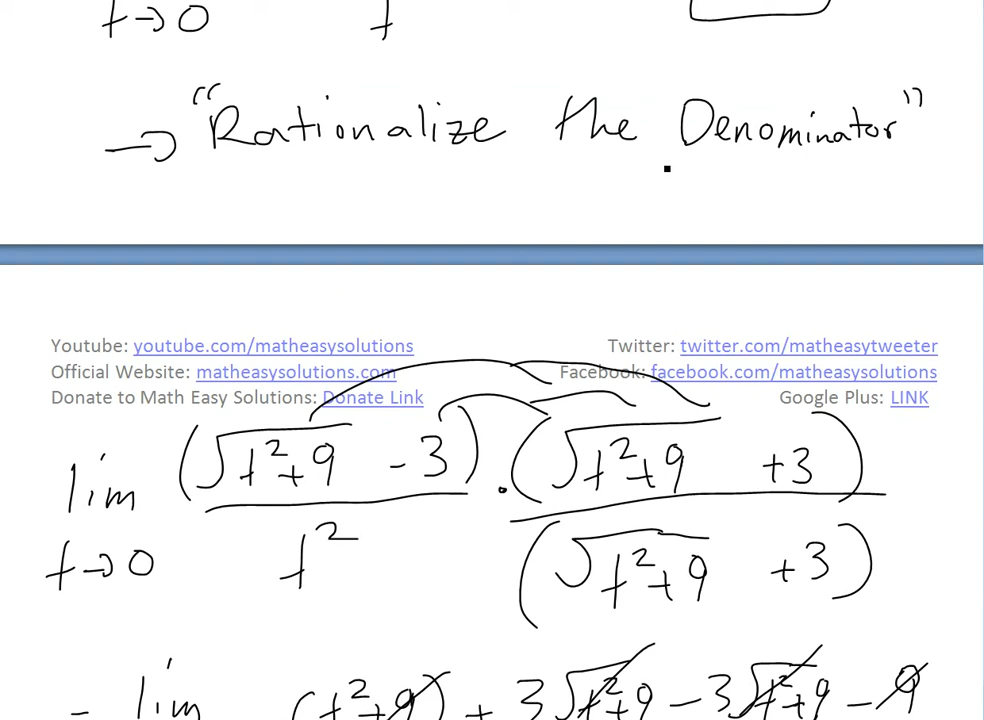 t→0 t
→ "Rationalize the Denominator"
Youtube: youtube.com/matheasysolutions Twitter: twitter.com/matheasytweeter
Official Website: matheasysolutions.com Facebook: facebook.com/matheasysolutions
Donate to Math Easy Solutions: Donate Link Google Plus: LINK
(√t²+9 - 3) · (√t²+9 +3)
lim
t→0 t² (√t²+9 +3)
= lim (t²+9) + 3√t²+9 - 3√t²+9 - 9